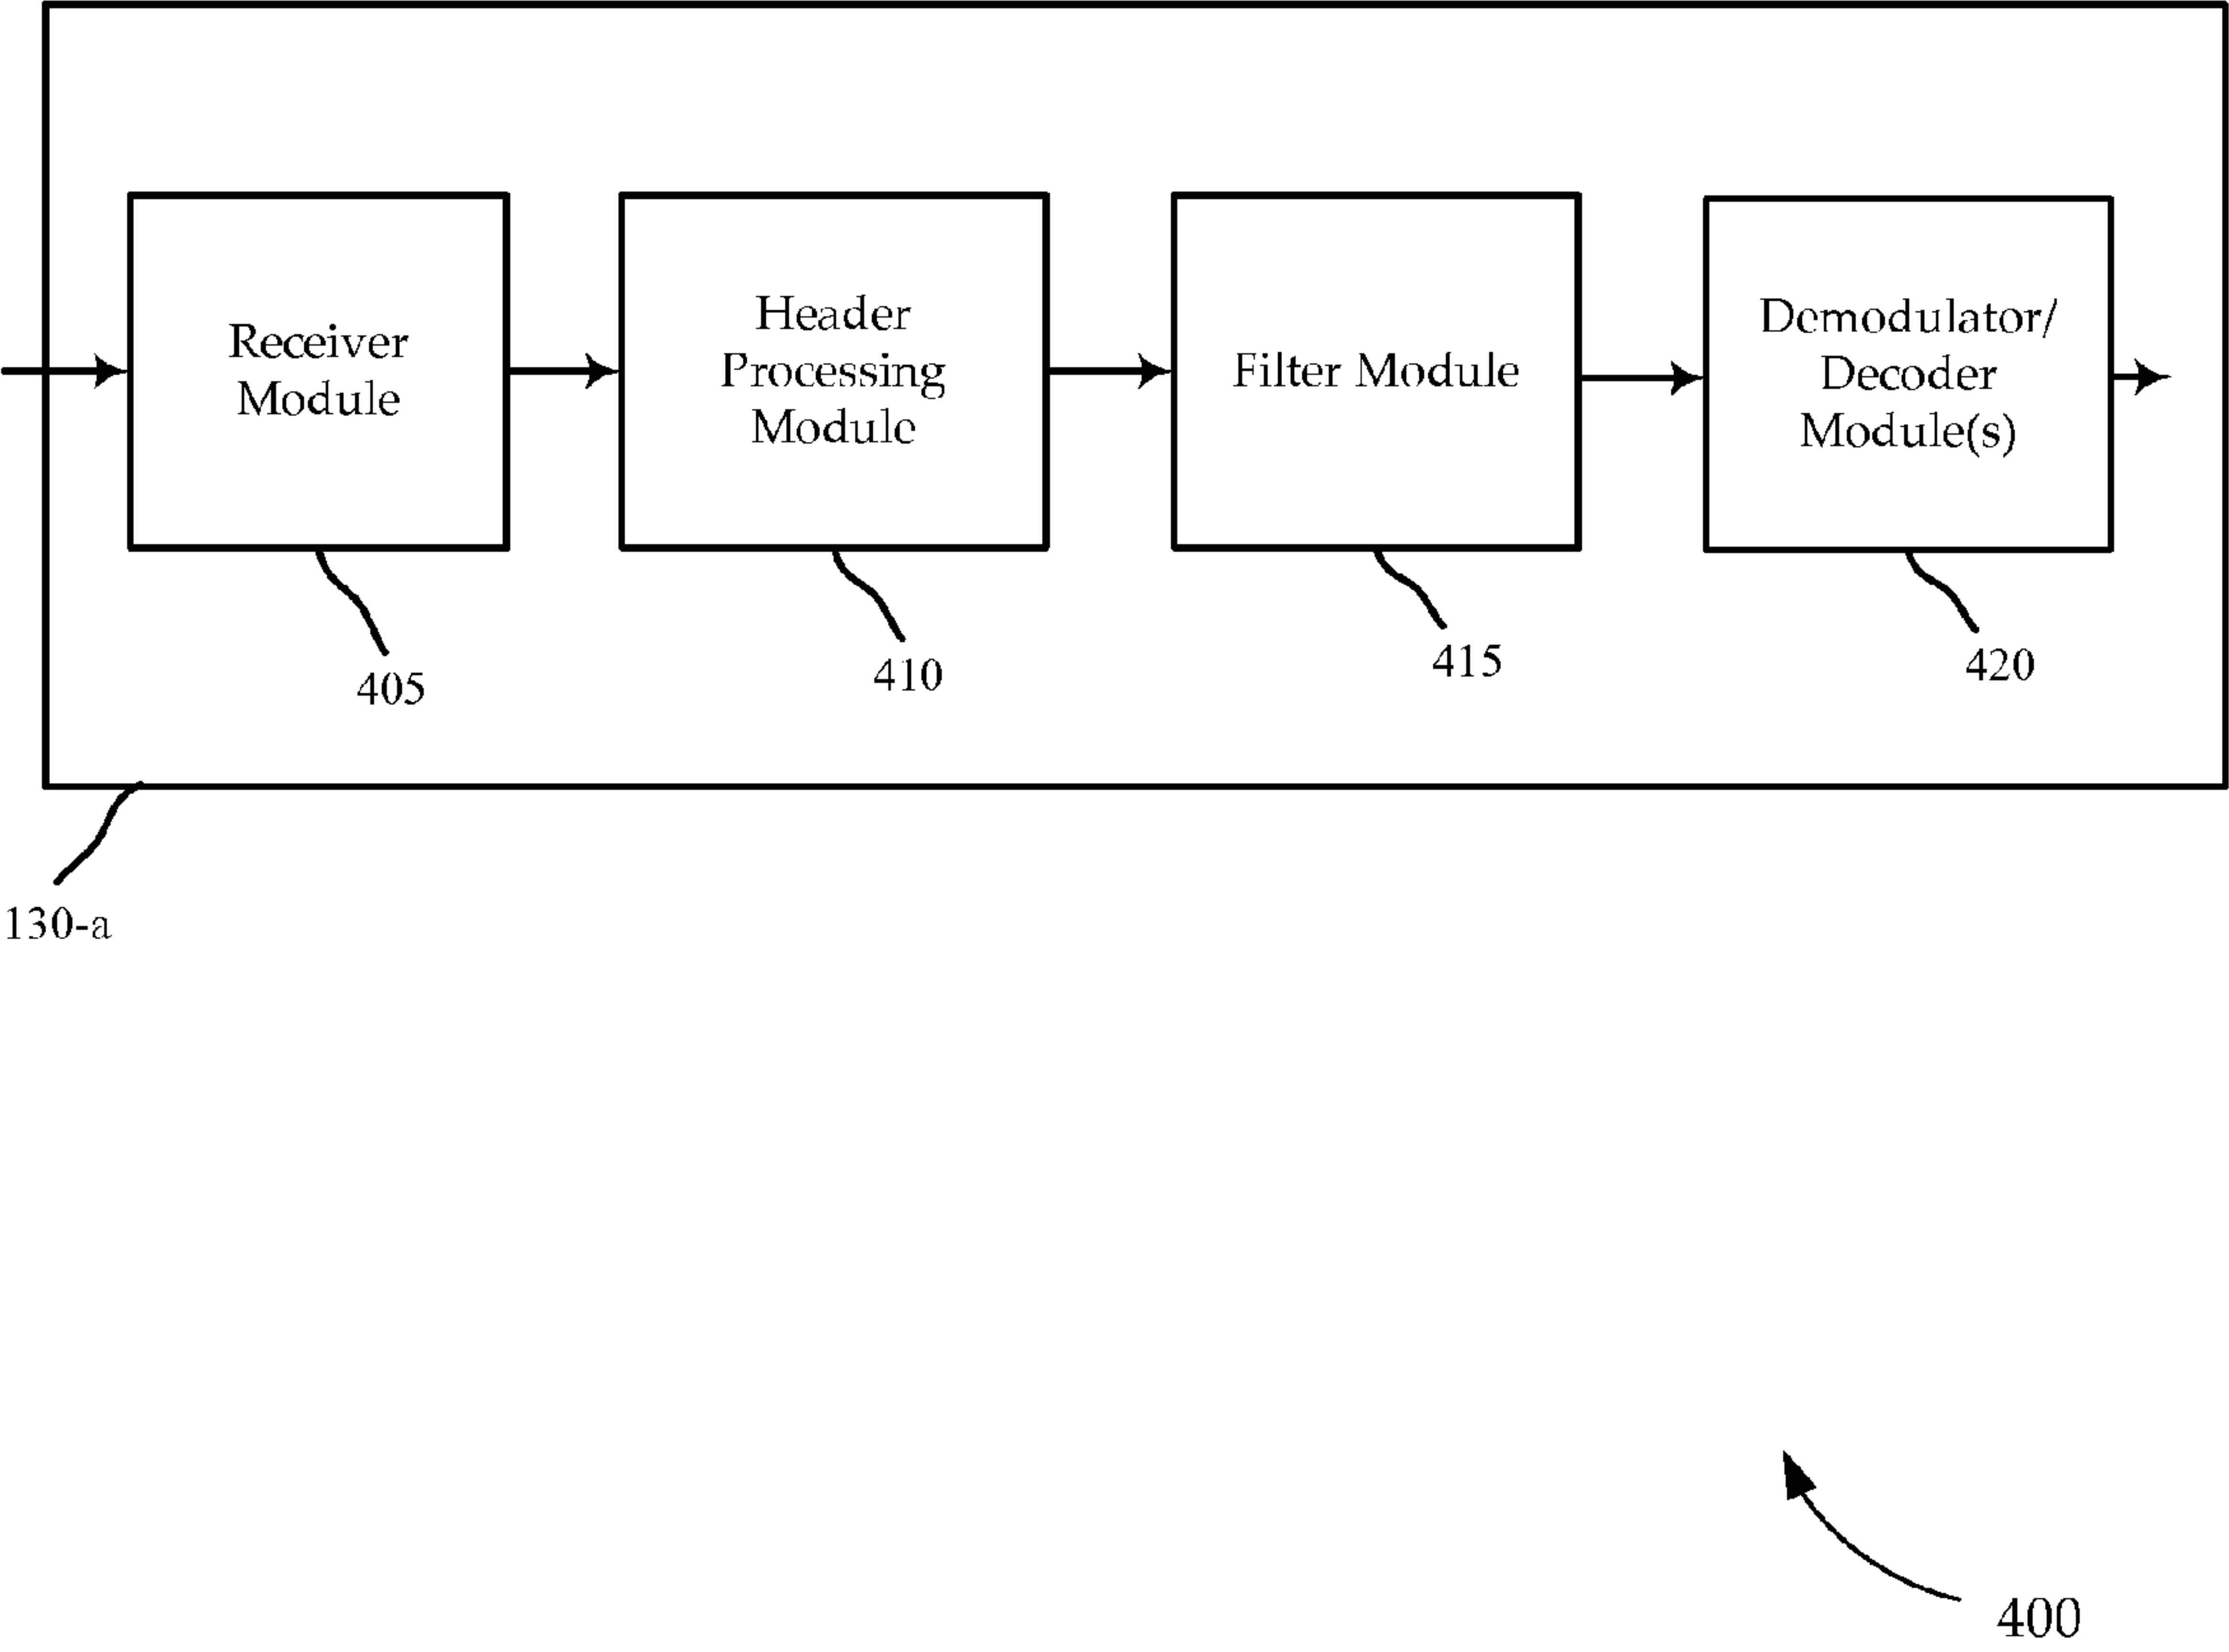 Receiver
Module
Header
Processing
Module
Filter Module
Demodulator/
Decoder
Module(s)
405
410
415
420
130-a
400